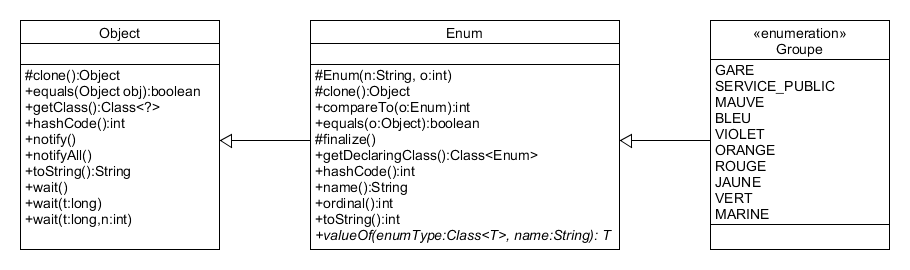 Object
#clone():Object
+equals(Object obj):boolean
+getClass():Class<?>
+hashCode():int
+notify()
+notifyAll()
+toString():String
+wait()
+wait(t:long)
+wait(t:long,n:int)
Enum
#Enum(n:String, o:int)
#clone():Object
+compareTo(o:Enum):int
+equals(o:Object):boolean
#finalize()
+getDeclaringClass():Class<Enum>
+hashCode():int
+name():String
+ordinal():int
+toString():int
+valueOf(enumType:Class<T>, name:String): T
«enumeration»
Groupe
GARE
SERVICE_PUBLIC
MAUVE
BLEU
VIOLET
ORANGE
ROUGE
JAUNE
VERT
MARINE